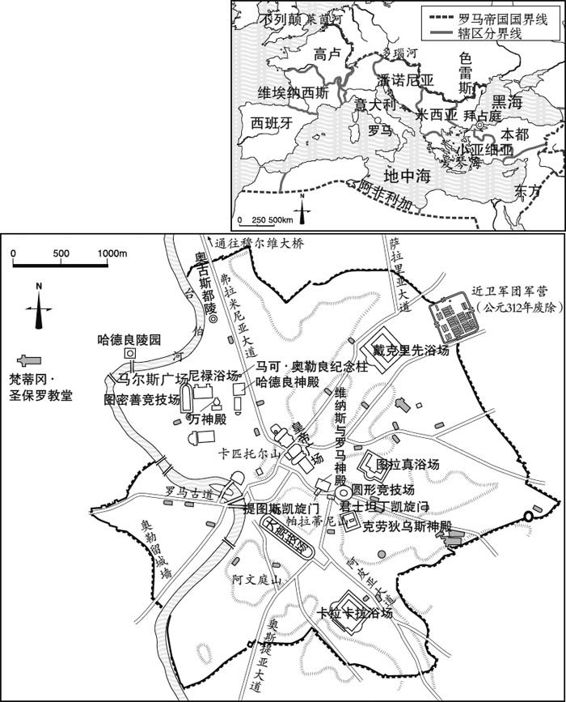 不列颠
莱茵河
罗马帝国国界线
辖区分界线
高卢
多瑙河
色雷斯
潘诺尼亚
维埃纳西斯
黑海
意大利
米西亚
拜占庭
西班牙
罗马
本都
小亚细亚
爱琴海
地中海
东方
阿非利加
0 250 500km
N
0 500 1000m
通往穆尔维大桥
萨拉里亚大道
奥古斯都陵
台伯河
弗拉米尼亚大道
近卫军团军营
(公元312年废除)
N
哈德良陵园
戴克里先浴场
梵蒂冈·
圣保罗教堂
马尔斯广场
尼禄浴场
马可·奥勒良纪念柱
哈德良神殿
图密善竞技场
万神殿
维纳斯与罗马神殿
皇帝广场
卡匹托尔山
图拉真浴场
罗马古道
圆形竞技场
提图斯凯旋门
君士坦丁凯旋门
帕拉蒂尼山
克劳狄乌斯神殿
奥勒留城墙
大竞技场
阿文庭山
阿皮亚大道
卡拉卡拉浴场
奥斯提亚大道